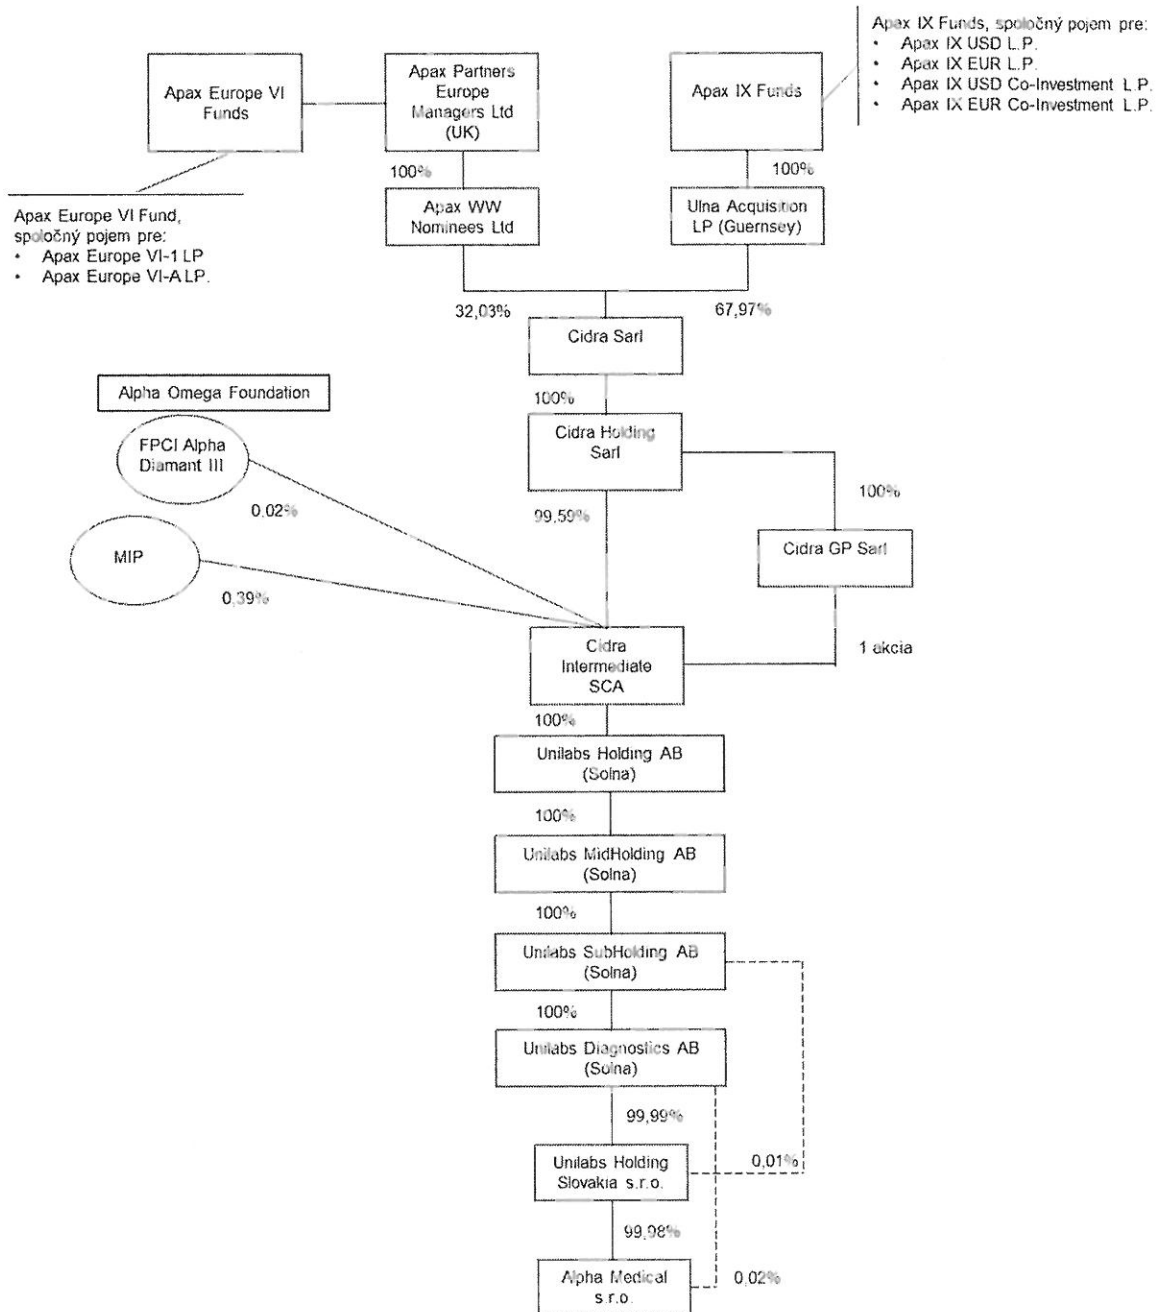 Apax IX Funds, spoločný pojem pre:
• Apax IX USD L.P.
• Apax IX EUR L.P.
• Apax IX USD Co-Investment L.P.
• Apax IX EUR Co-Investment L.P.
Apax Europe VI
Funds
Apax Partners
Europe
Managers Ltd
(UK)
Apax IX Funds
100%
100%
Apax Europe VI Fund,
spoločný pojem pre:
• Apax Europe VI-1 LP
• Apax Europe VI-A LP.
Apax WW
Nominees Ltd
Ulna Acquisition
LP (Guernsey)
32,03%
67,97%
Cidra Sarl
100%
Alpha Omega Foundation
FPCI Alpha
Diamant III
0.02%
Cidra Holding
Sarl
99,59%
100%
MIP
0,39%
Cidra GP Sarl
Cidra
Intermediate
SCA
1 akcia
100%
Unilabs Holding AB
(Solna)
100%
Unilabs MidHolding AB
(Solna)
100%
Unilabs SubHolding AB
(Solna)
100%
Unilabs Diagnostics AB
(Solna)
99,99%
Unilabs Holding
Slovakia s.r.o.
0,01%
99,98%
Alpha Medical
s.r.o.
0,02%